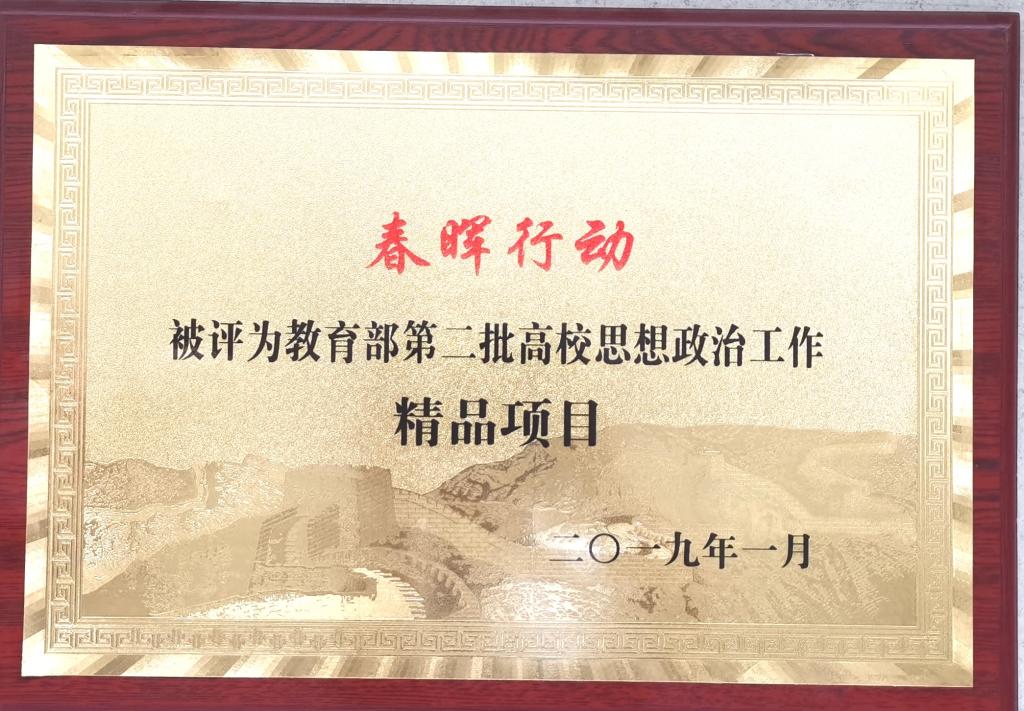 春晖行动
被评为教育部第二批高校思想政治工作
精品项目
二〇一九年一月